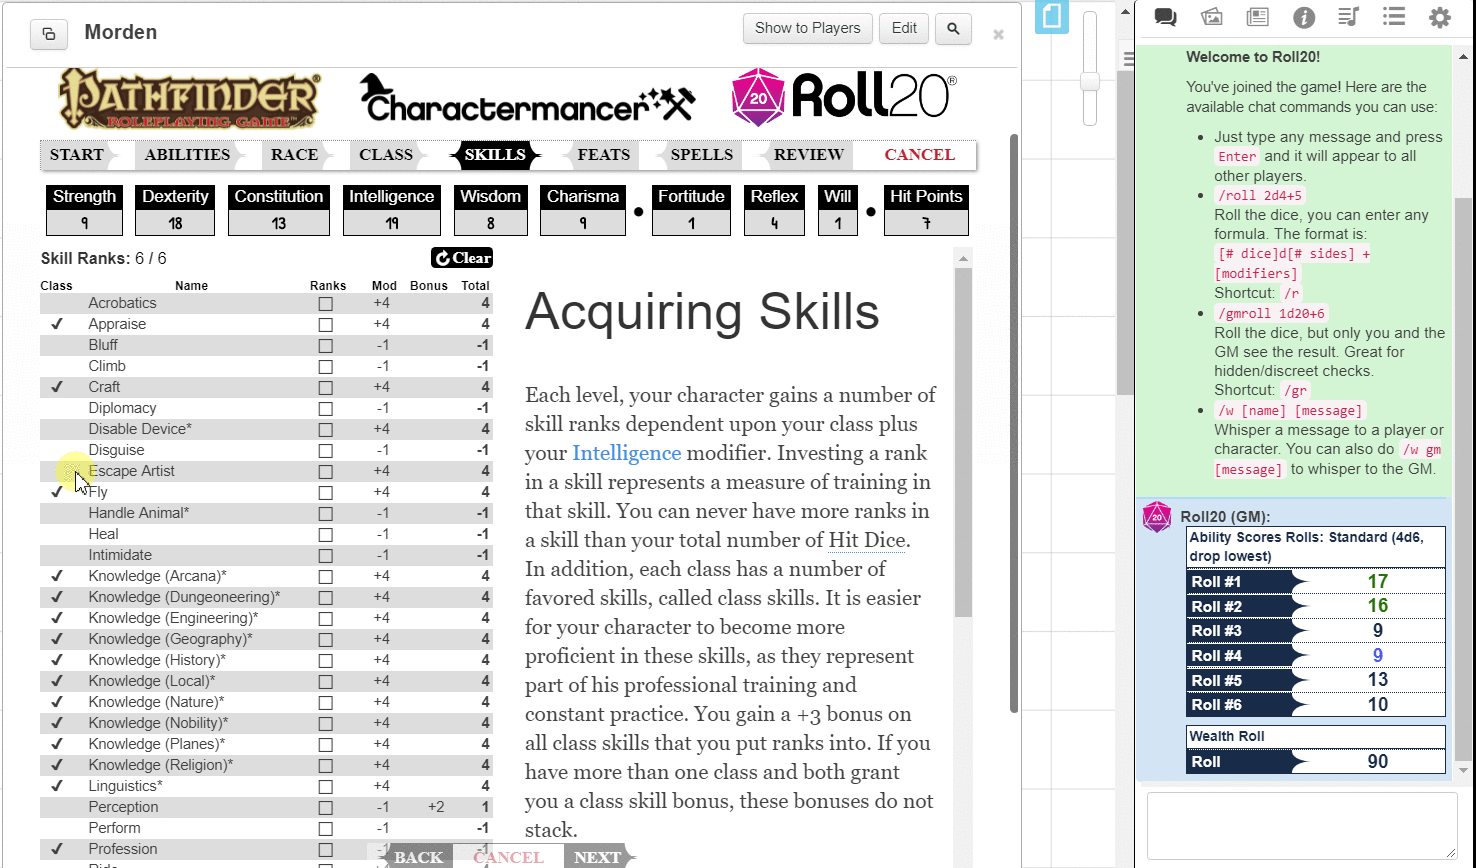 Morden
Show to Players
Edit
PATHFINDER
ROLEPLAYING GAME™
Charactermancer
20
Roll20®
START
ABILITIES
RACE
CLASS
SKILLS
FEATS
SPELLS
REVIEW
CANCEL
Strength Dexterity Constitution Intelligence Wisdom Charisma Fortitude Reflex Will Hit Points
9 18 13 19 8 9 1 4 1 7
Skill Ranks: 6 / 6
Clear
Class Name Ranks Mod Bonus Total
Acrobatics +4 4
✓ Appraise +4 4
Bluff -1 -1
Climb -1 -1
✓ Craft +4 4
Diplomacy -1 -1
Disable Device* +4 4
Disguise -1 -1
Escape Artist +4 4
✓ Fly +4 4
Handle Animal* -1 -1
Heal -1 -1
Intimidate -1 -1
✓ Knowledge (Arcana)* +4 4
✓ Knowledge (Dungeoneering)* +4 4
✓ Knowledge (Engineering)* +4 4
✓ Knowledge (Geography)* +4 4
✓ Knowledge (History)* +4 4
✓ Knowledge (Local)* +4 4
✓ Knowledge (Nature)* +4 4
✓ Knowledge (Nobility)* +4 4
✓ Knowledge (Planes)* +4 4
✓ Knowledge (Religion)* +4 4
✓ Linguistics* +4 4
Perception -1 +2 1
Perform -1 -1
✓ Profession -1 -1
BACK
CANCEL
NEXT
Acquiring Skills
Each level, your character gains a number of
skill ranks dependent upon your class plus
your Intelligence modifier. Investing a rank
in a skill represents a measure of training in
that skill. You can never have more ranks in
a skill than your total number of Hit Dice.
In addition, each class has a number of
favored skills, called class skills. It is easier
for your character to become more
proficient in these skills, as they represent
part of his professional training and
constant practice. You gain a +3 bonus on
all class skills that you put ranks into. If you
have more than one class and both grant
you a class skill bonus, these bonuses do not
stack.
Welcome to Roll20!
You've joined the game! Here are the
available chat commands you can use:
• Just type any message and press
Enter and it will appear to all
other players.
• /roll 2d4+5
Roll the dice, you can enter any
formula. The format is:
[# dice]d[# sides] +
[modifiers]
Shortcut: /r
• /gmroll 1d20+6
Roll the dice, but only you and the
GM see the result. Great for
hidden/discreet checks.
Shortcut: /gr
• /w [name] [message]
Whisper a message to a player or
character. You can also do /w gm
[message] to whisper to the GM.
20
Roll20 (GM):
Ability Scores Rolls: Standard (4d6,
drop lowest)
Roll #1 17
Roll #2 16
Roll #3 9
Roll #4 9
Roll #5 13
Roll #6 10
Wealth Roll
Roll 90